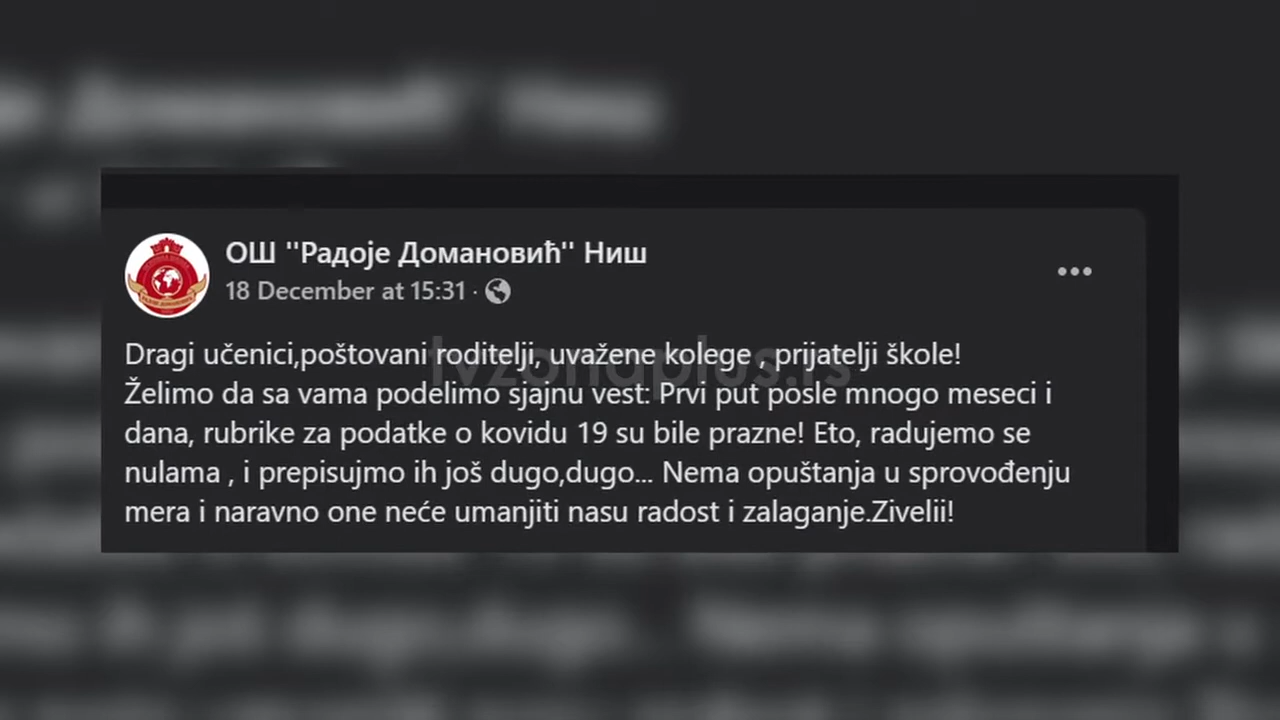 ОШ "Радоје Домановић" Ниш
18 December at 15:31 ·
Dragi učenici,poštovani roditelji, uvažene kolege , prijatelji škole!
Želimo da sa vama podelimo sjajnu vest: Prvi put posle mnogo meseci i
dana, rubrike za podatke o kovidu 19 su bile prazne! Eto, radujemo se
nulama , i prepisujmo ih još dugo,dugo... Nema opuštanja u sprovođenju
mera i naravno one neće umanjiti nasu radost i zalaganje.Zivelii!
tvzonaplus.rs